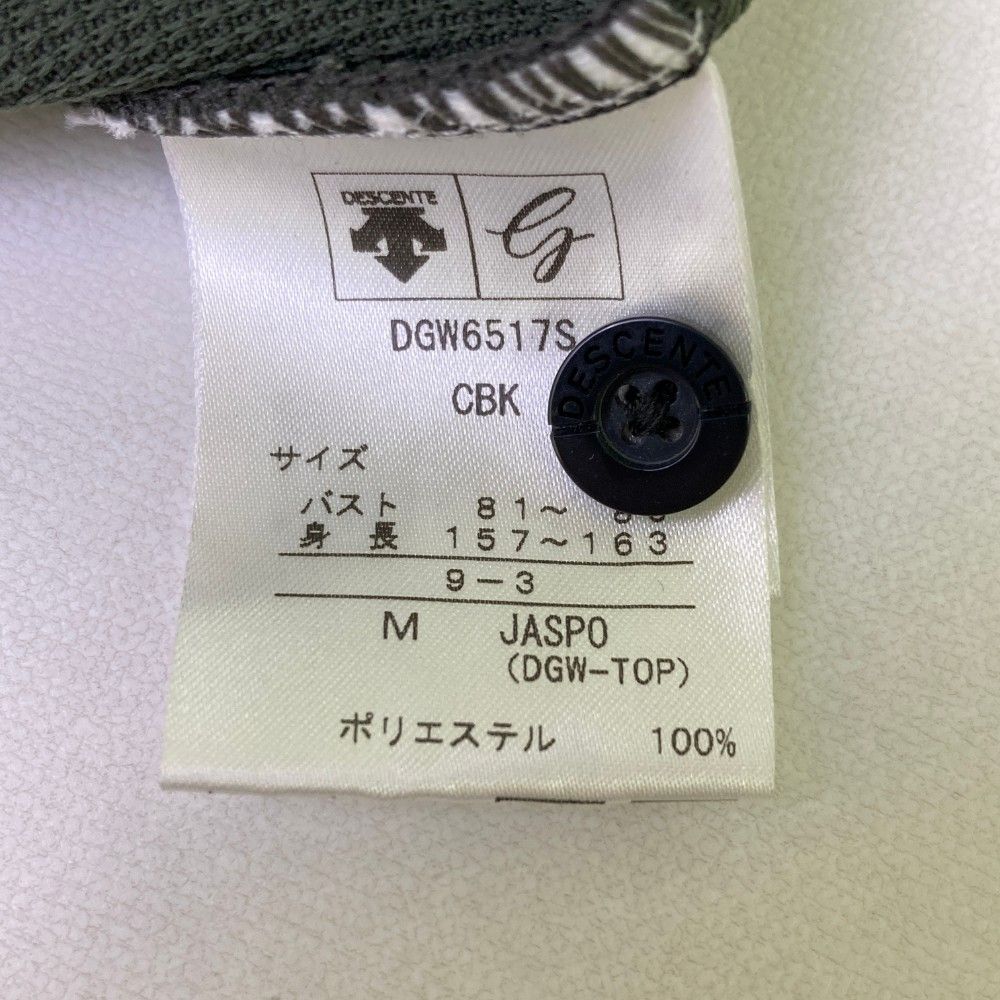 DESCENTE
G
DGW6517S
CBK
DESCENTE
サイズ
バスト 81～
身長 157～163
9-3
M JASPO
(DGW-TOP)
ポリエステル 100%